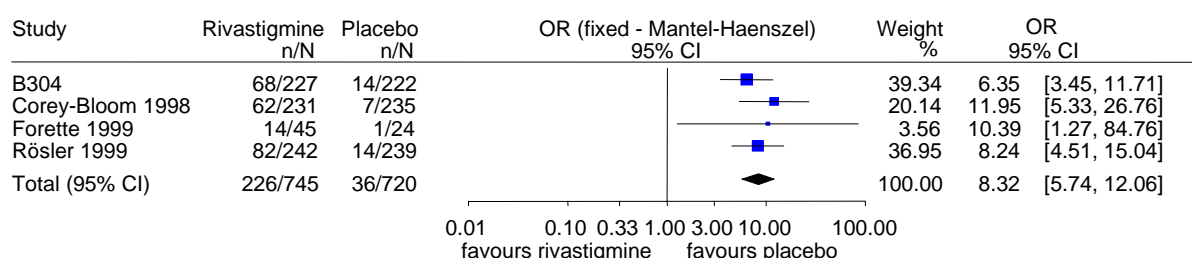 Study Rivastigmine Placebo OR (fixed - Mantel-Haenszel) Weight OR
n/N n/N 95% CI % 95% CI
B304 68/227 14/222 39.34 6.35 [3.45, 11.71]
Corey-Bloom 1998 62/231 7/235 20.14 11.95 [5.33, 26.76]
Forette 1999 14/45 1/24 3.56 10.39 [1.27, 84.76]
Rösler 1999 82/242 14/239 36.95 8.24 [4.51, 15.04]
Total (95% CI) 226/745 36/720 100.00 8.32 [5.74, 12.06]
0.01 0.10 0.33 1.00 3.00 10.00 100.00
favours rivastigmine favours placebo